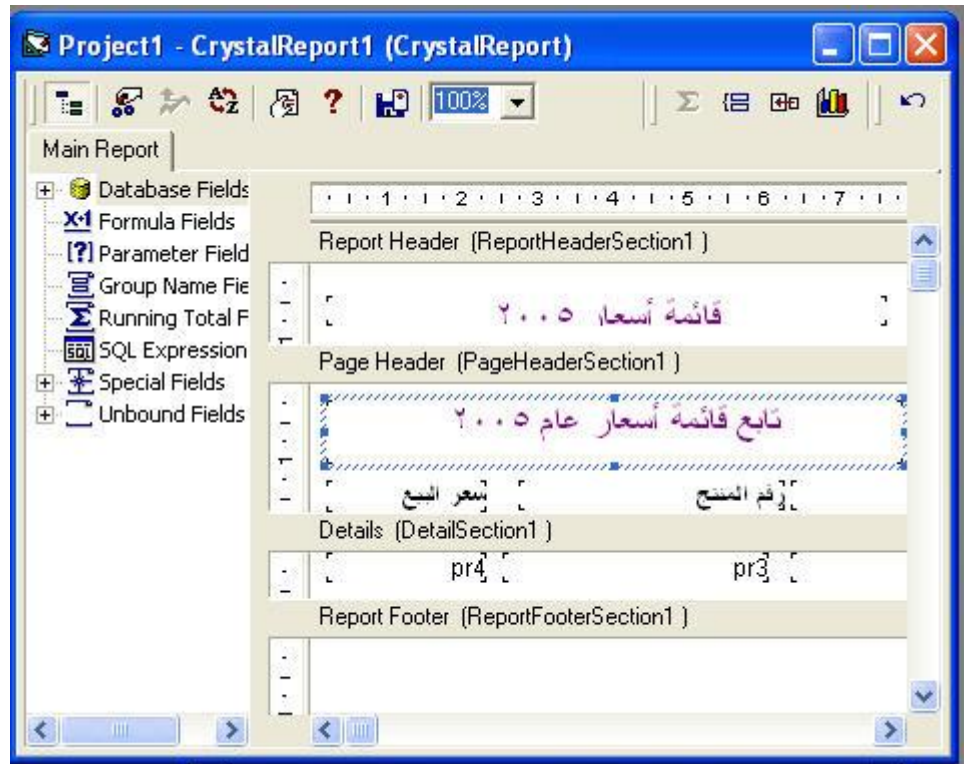 Project1 - CrystalReport1 (CrystalReport)
100%
Main Report
Database Fields
Formula Fields
Parameter Field
Group Name Fie
Running Total F
SQL Expression
Special Fields
Unbound Fields
1 2 3 4 5 6 7
Report Header (ReportHeaderSection1 )
قائمة أسعار ٢٠٠٥
Page Header (PageHeaderSection1 )
تابع قائمة أسعار عام ٢٠٠٥
رقم المنتج سعر البيع
Details (DetailSection1 )
pr4 pr3
Report Footer (ReportFooterSection1 )